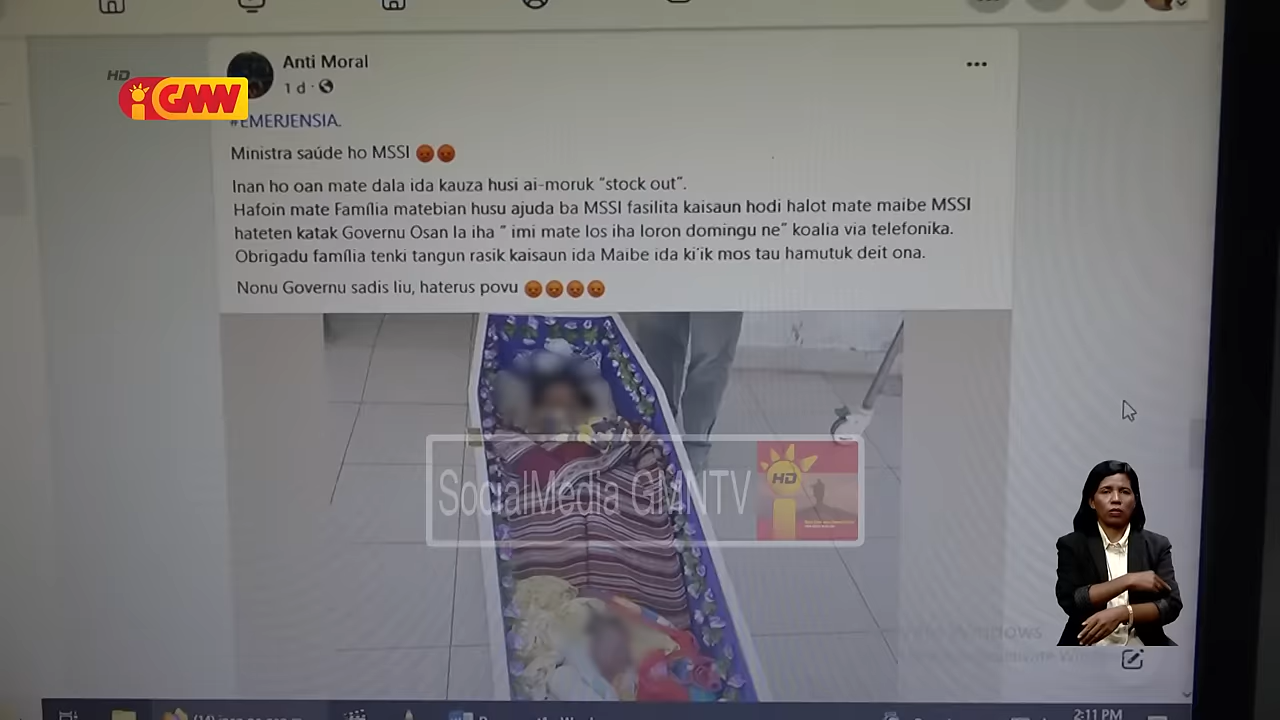 Anti Moral
1 d
HD
GMN
#EMERJENSIA.
Ministra saúde ho MSSI
Inan ho oan mate dala ida kauza husi ai-moruk “stock out”.
Hafoin mate Família matebian husu ajuda ba MSSI fasilita kaisaun hodi halot mate maibe MSSI
hateten katak Governu Osan la iha “ imi mate los iha loron domingu ne” koalia via telefonika.
Obrigadu família tenki tangun rasik kaisaun ida Maibe ida ki’ik mos tau hamutuk deit ona.
Nonu Governu sadis liu, haterus povu
SocialMedia GMNTV
HD
2:11 PM